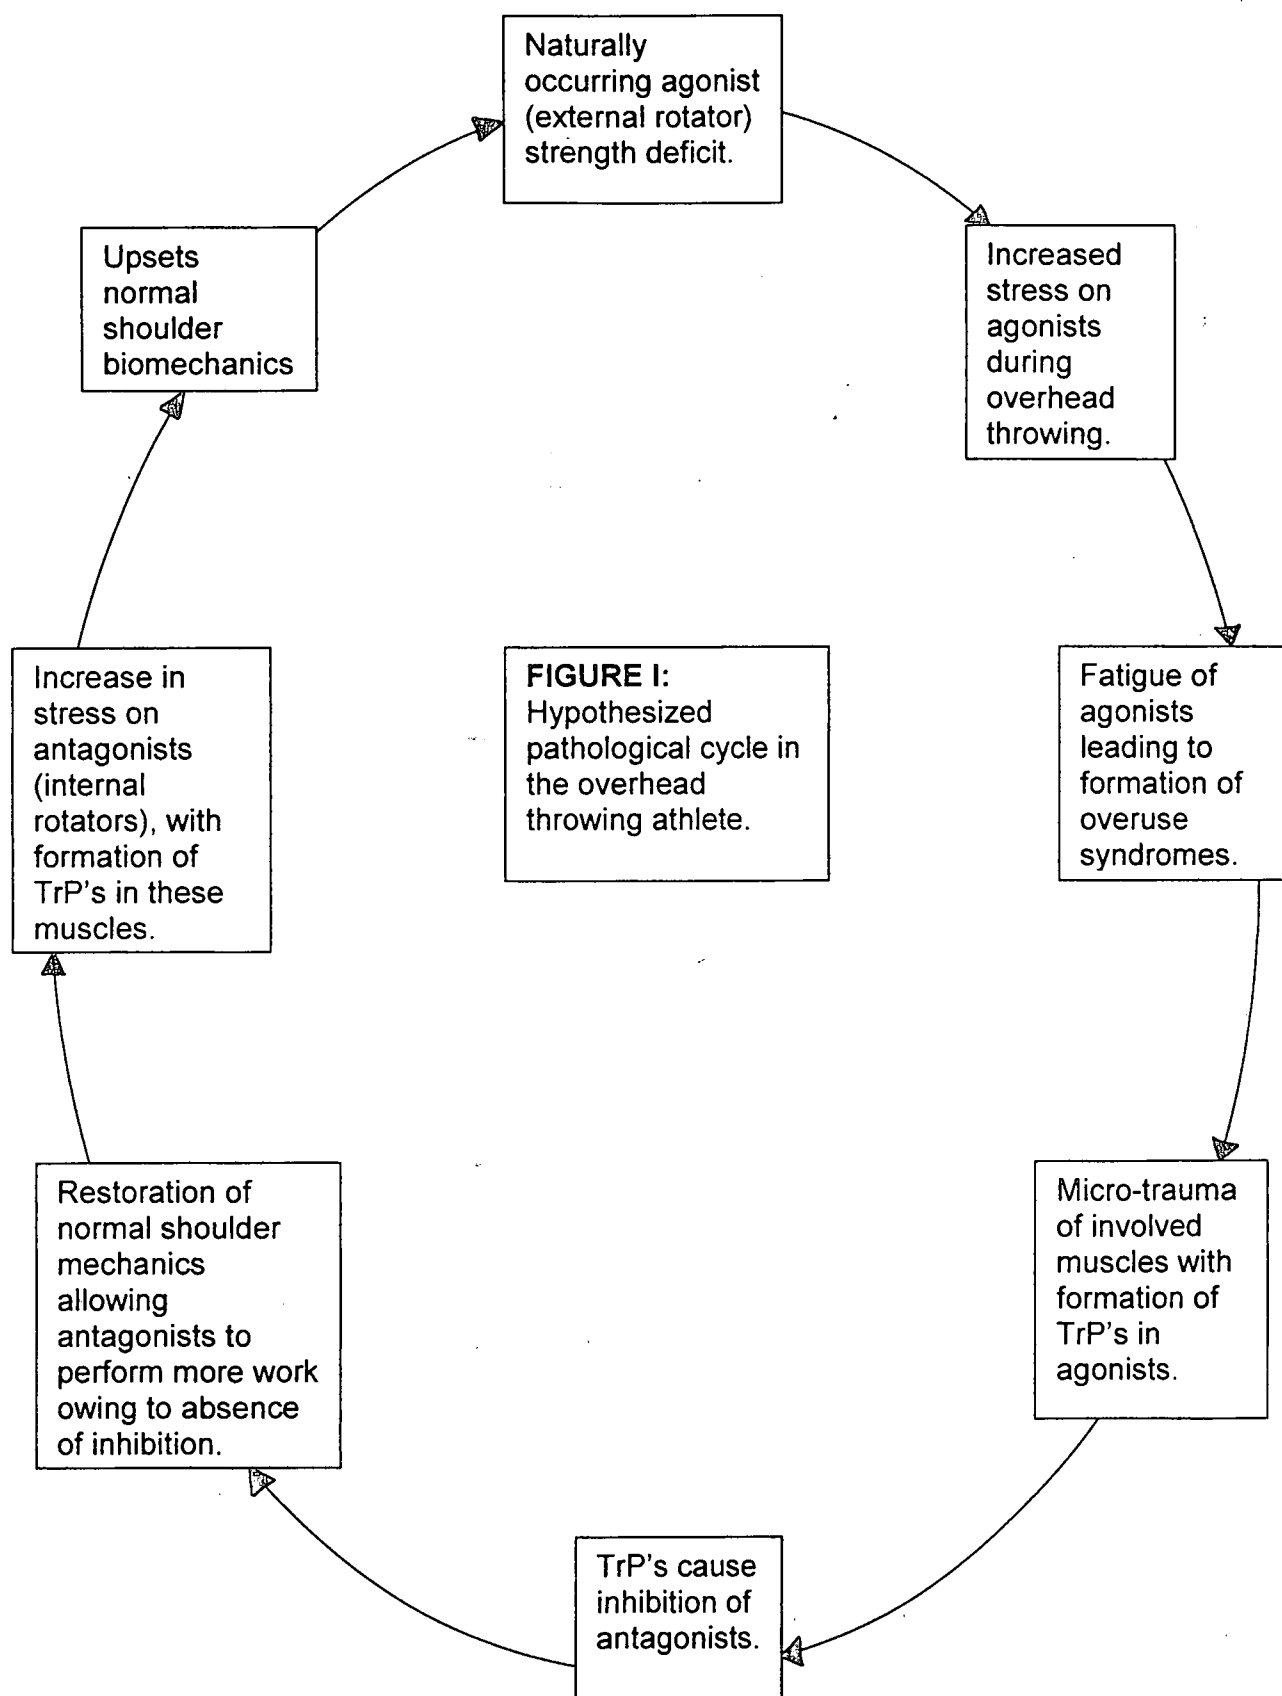 Naturally
occurring agonist
(external rotator)
strength deficit.
Increased
stress on
agonists
during
overhead
throwing.
Fatigue of
agonists
leading to
formation of
overuse
syndromes.
Micro-trauma
of involved
muscles with
formation of
TrP's in
agonists.
TrP's cause
inhibition of
antagonists.
Restoration of
normal shoulder
mechanics
allowing
antagonists to
perform more work
owing to absence
of inhibition.
Increase in
stress on
antagonists
(internal
rotators), with
formation of
TrP's in these
muscles.
Upsets
normal
shoulder
biomechanics
FIGURE I:
Hypothesized
pathological cycle in
the overhead
throwing athlete.